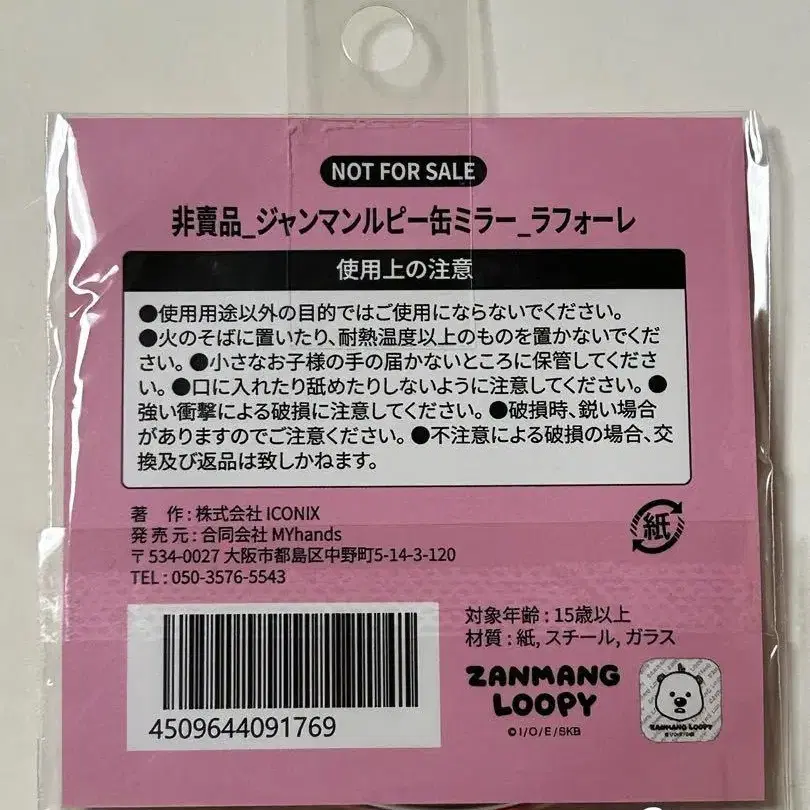 NOT FOR SALE
非賣品_ジャンマンルピー缶ミラー_ラフォーレ
使用上の注意
●使用用途以外の目的ではご使用にならないでください。
●火のそばに置いたり、耐熱温度以上のものを置かないでくだ
さい。●小さなお子様の手の届かないところに保管してくださ
い。●口に入れたり舐めたりしないように注意してください。●
強い衝撃による破損に注意してください。●破損時、鋭い場合
がありますのでご注意ください。●不注意による破損の場合、交
換及び返品は致しかねます。
著　作 : 株式会社 ICONIX
発 売 元 : 合同会社 MYhands
〒534-0027 大阪市都島区中野町5-14-3-120
TEL : 050-3576-5543
紙
対象年齢 : 15歳以上
材質 : 紙, スチール, ガラス
4509644091769
ZANMANG
LOOPY
©I/O/E/SKB
ZANMANG LOOPY